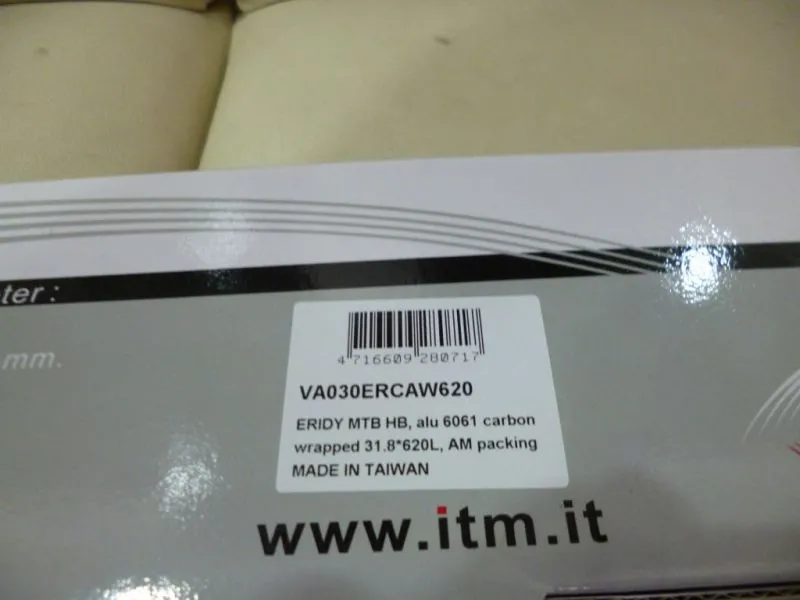 ter :
mm.
4 716609 280717
VA030ERCAW620
ERIDY MTB HB, alu 6061 carbon
wrapped 31.8*620L, AM packing
MADE IN TAIWAN
www.itm.it